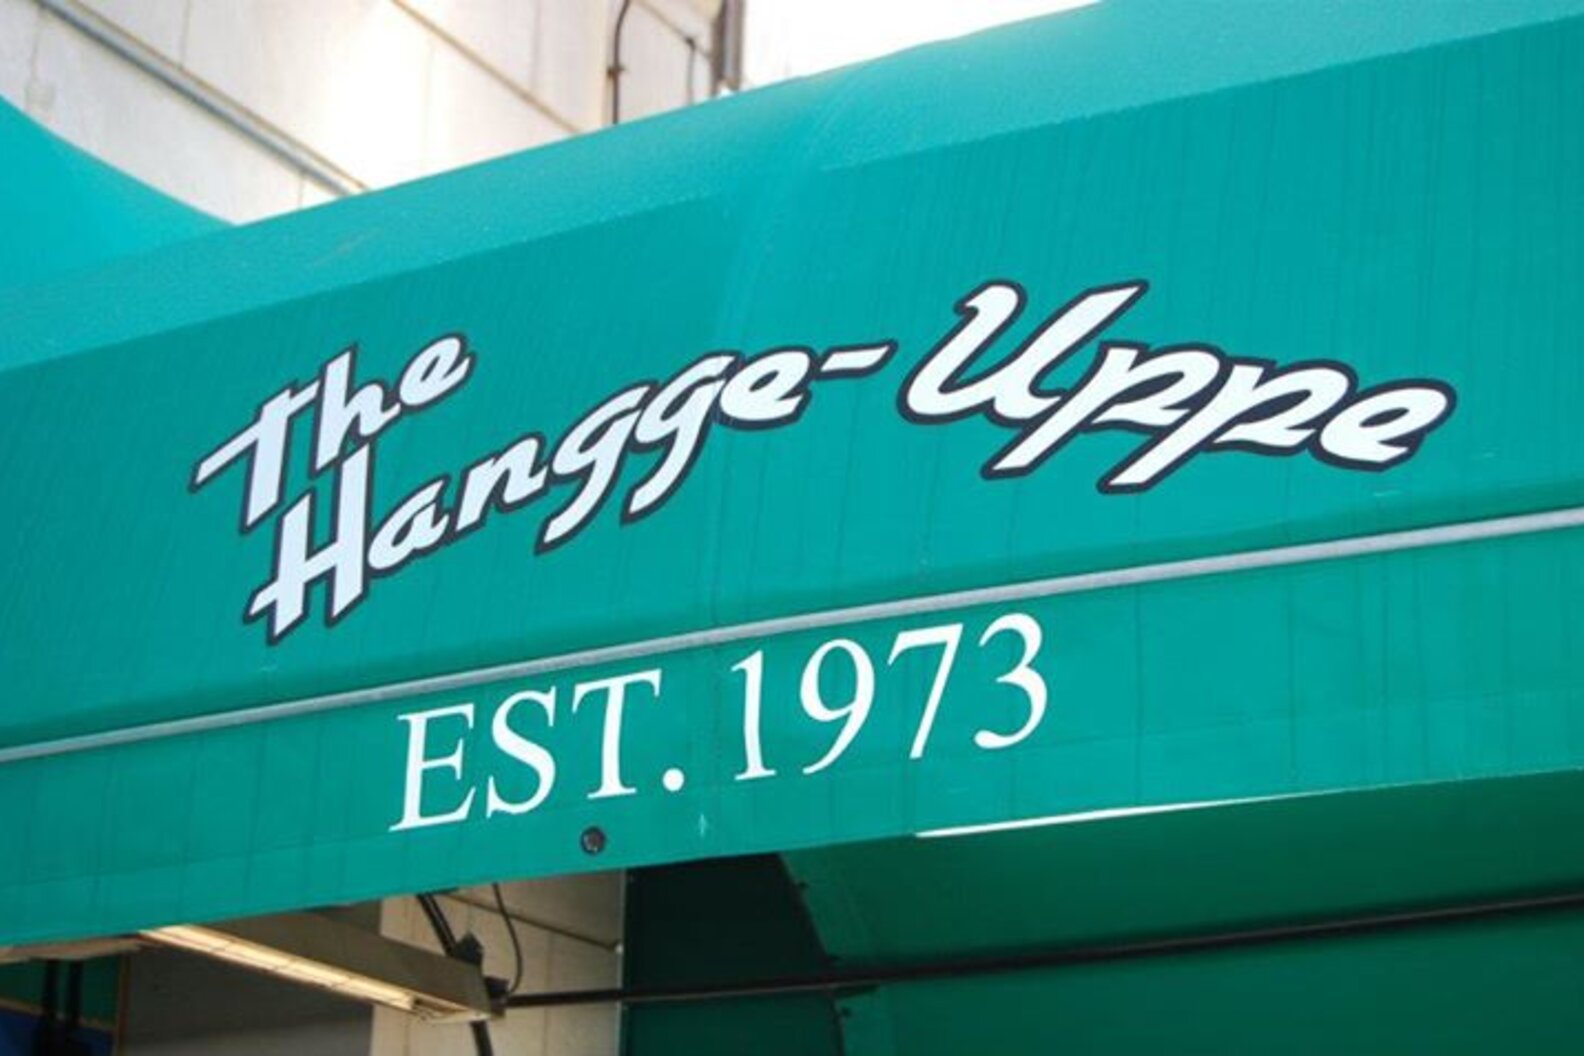 The
Hangge-Uppe
EST. 1973